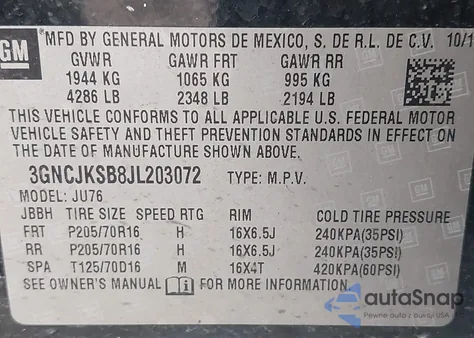 GM MFD BY GENERAL MOTORS DE MEXICO, S. DE R.L. DE C.V. 10/1
GVWR GAWR FRT GAWR RR
1944 KG 1065 KG 995 KG
4286 LB 2348 LB 2194 LB
THIS VEHICLE CONFORMS TO ALL APPLICABLE U.S. FEDERAL MOTOR
VEHICLE SAFETY AND THEFT PREVENTION STANDARDS IN EFFECT ON
THE DATE OF MANUFACTURE SHOWN ABOVE.
3GNCJKSB8JL203072 TYPE: M.P.V.
MODEL: JU76
JBBH TIRE SIZE SPEED RTG RIM COLD TIRE PRESSURE
FRT P205/70R16 H 16X6.5J 240KPA(35PSI)
RR P205/70R16 H 16X6.5J 240KPA(35PSI)
SPA T125/70D16 M 16X4T 420KPA(60PSI)
SEE OWNER'S MANUAL i FOR MORE INFORMATION.
autoSnap
Pewne auto z aukcji USA